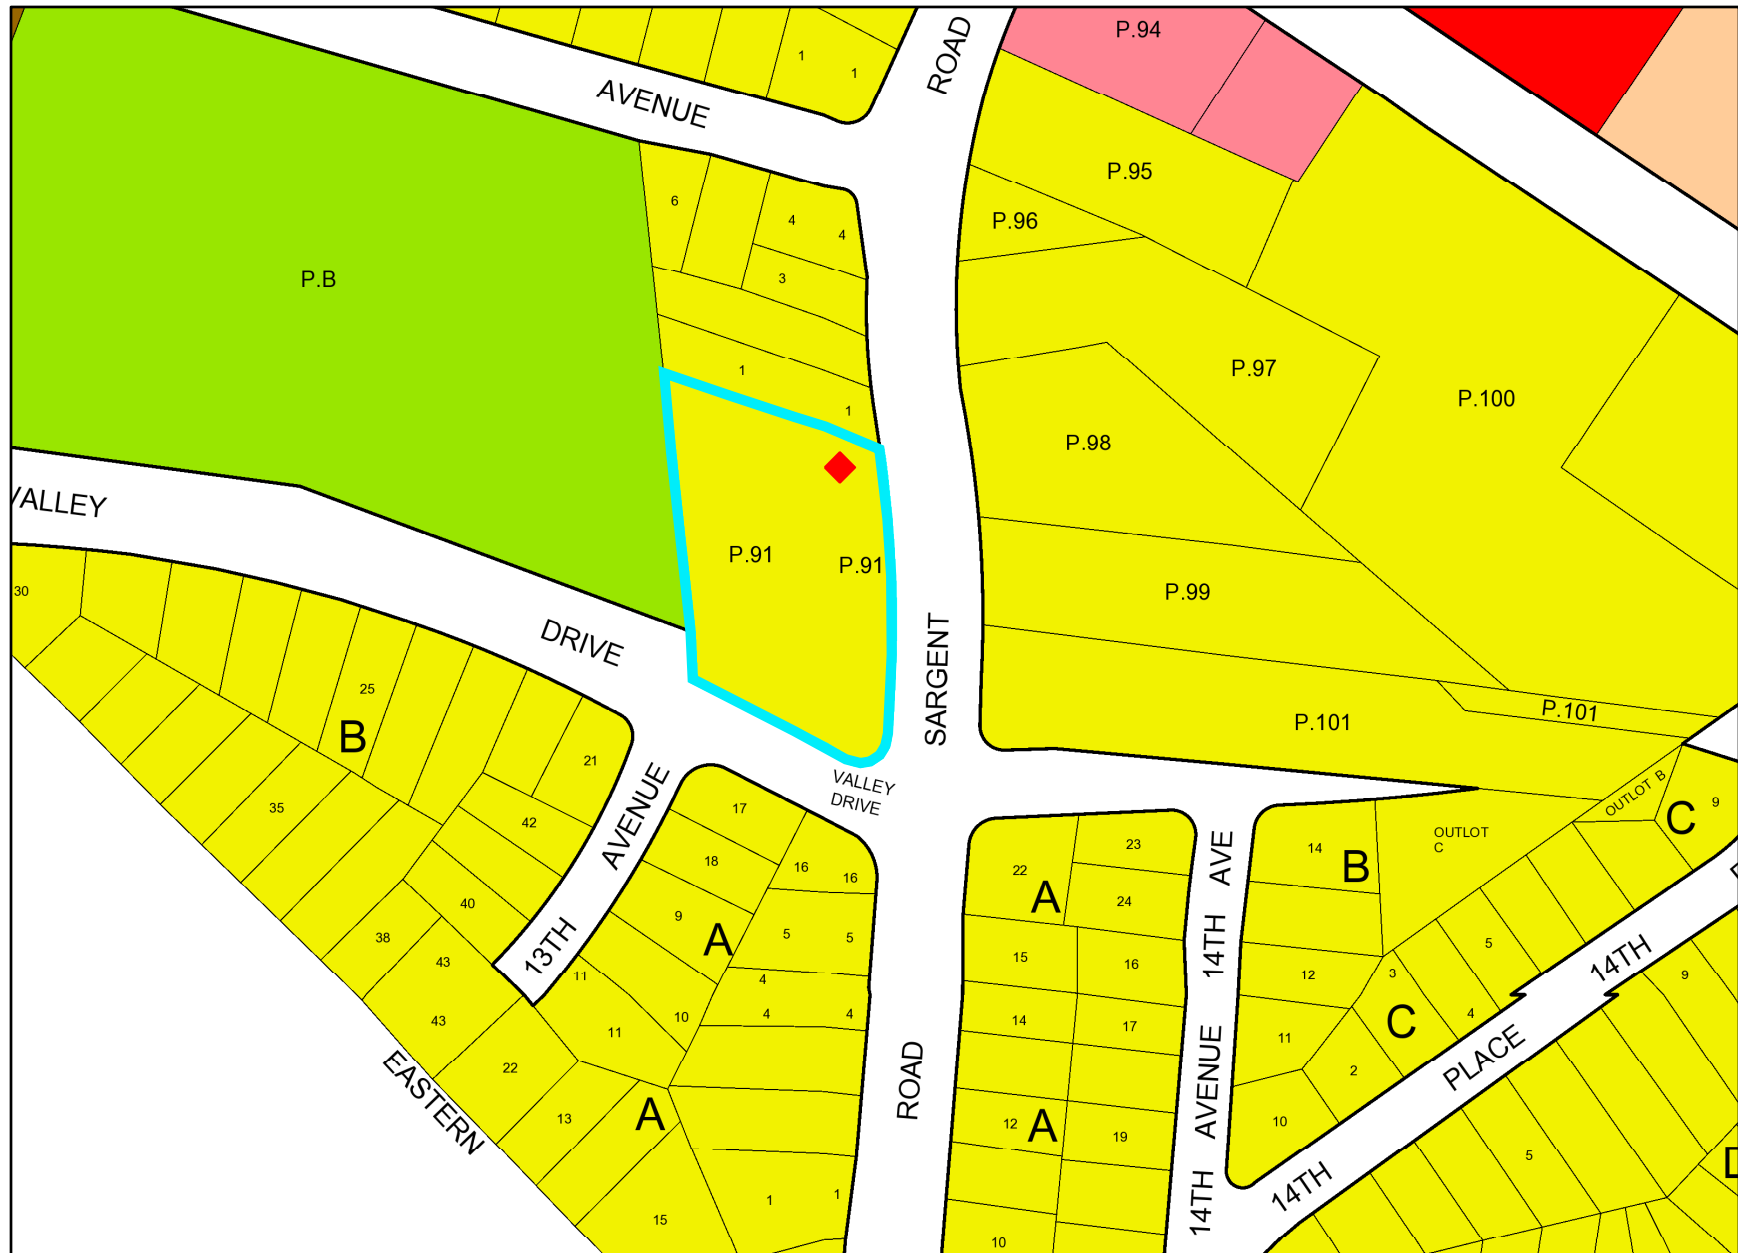 P.94
ROAD
1
1
AVENUE
P.95
6
4
4
P.96
3
P.B
1
P.97
P.100
1
P.98
VALLEY
P.91
P.91
P.99
30
DRIVE
SARGENT
25
B
P.101
P.101
21
VALLEY
DRIVE
OUTLOT B
9
C
35
42
AVENUE
17
18
16
16
22
A
23
24
14TH AVE
14
B
OUTLOT
C
40
38
43
9
A
5
5
13TH
15
16
5
14TH
9
11
4
12
3
43
11
10
4
4
14
17
11
C
4
22
ROAD
AVENUE
2
PLACE
EASTERN
13
A
12
A
19
10
5
D
15
1
1
14TH
14TH
10